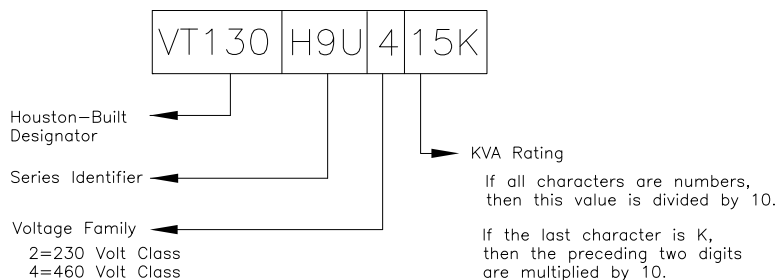 VT130 H9U 4 15K
Houston-Built
Designator
Series Identifier
Voltage Family
2=230 Volt Class
4=460 Volt Class
KVA Rating
If all characters are numbers,
then this value is divided by 10.
If the last character is K,
then the preceding two digits
are multiplied by 10.